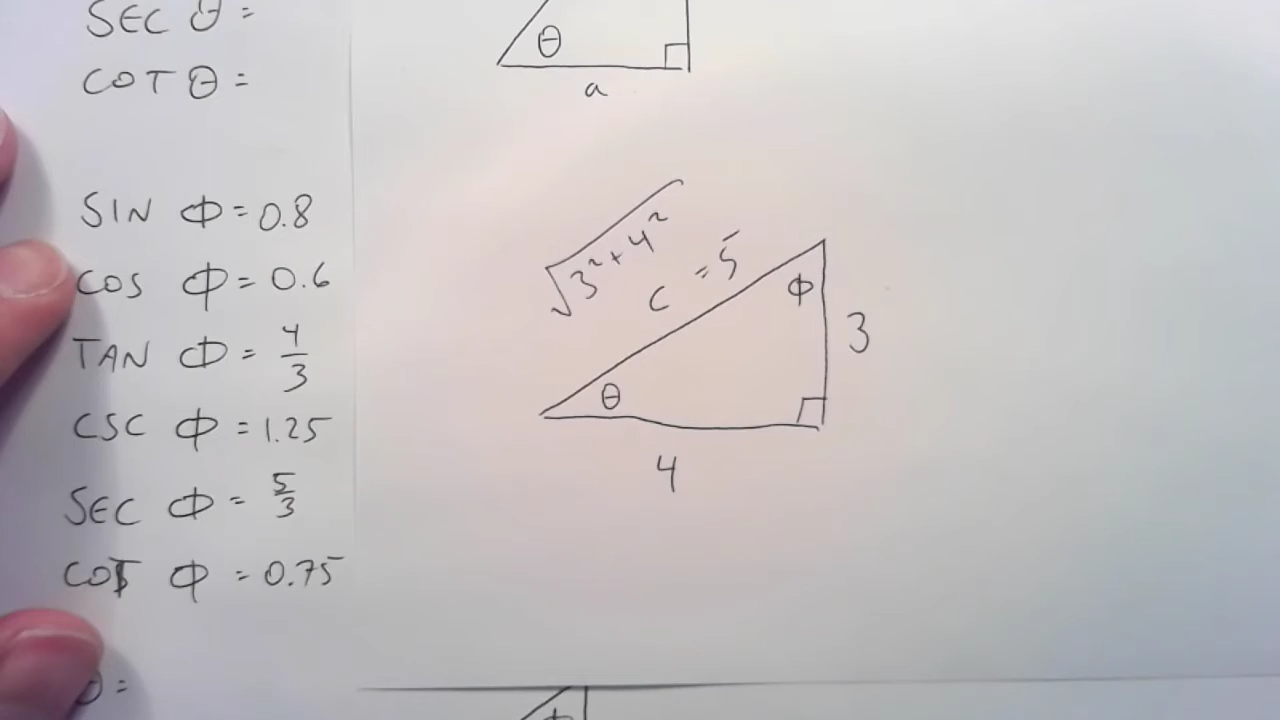 SEC θ =
COT θ =
θ
a
SIN Φ = 0.8
COS Φ = 0.6
TAN Φ = 4/3
CSC Φ = 1.25
SEC Φ = 5/3
COT Φ = 0.75
√3² + 4²
c = 5
Φ
3
θ
4
θ =